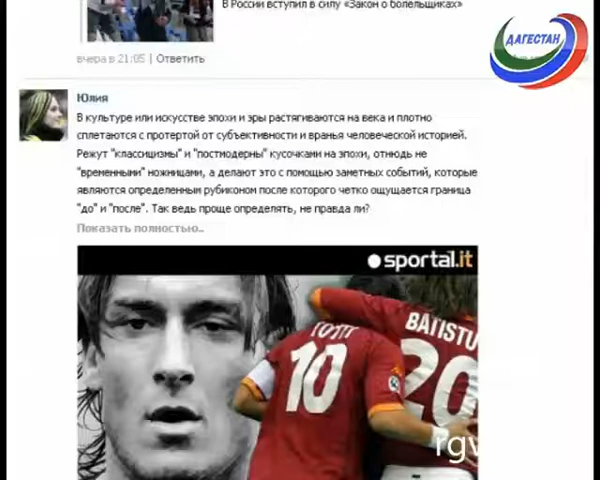 В России вступил в силу «Закон о болельщиках»
ДАГЕСТАН
вчера в 21:05 | Ответить
Юлия
В культуре или искусстве эпохи и эры растягиваются на века и плотно
сплетаются с протертой от субъективности и вранья человеческой историей.
Режут "классицизмы" и "постмодерны" кусочками на эпохи, отнюдь не
"временными" ножницами, а делают это с помощью заметных событий, которые
являются определенным рубиконом после которого четко ощущается граница
"до" и "после". Так ведь проще определять, не правда ли?
Показать полностью..
sportal.it
TOTTI
10
BATISTU
20
rgv